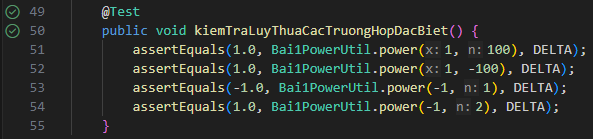 49 @Test
50 public void kiemTraLuyThuaCacTruongHopDacBiet() {
51 assertEquals(1.0, Bai1PowerUtil.power(x: 1, n: 100), DELTA);
52 assertEquals(1.0, Bai1PowerUtil.power(x: 1, -100), DELTA);
53 assertEquals(-1.0, Bai1PowerUtil.power(-1, n: 1), DELTA);
54 assertEquals(1.0, Bai1PowerUtil.power(-1, n: 2), DELTA);
55 }